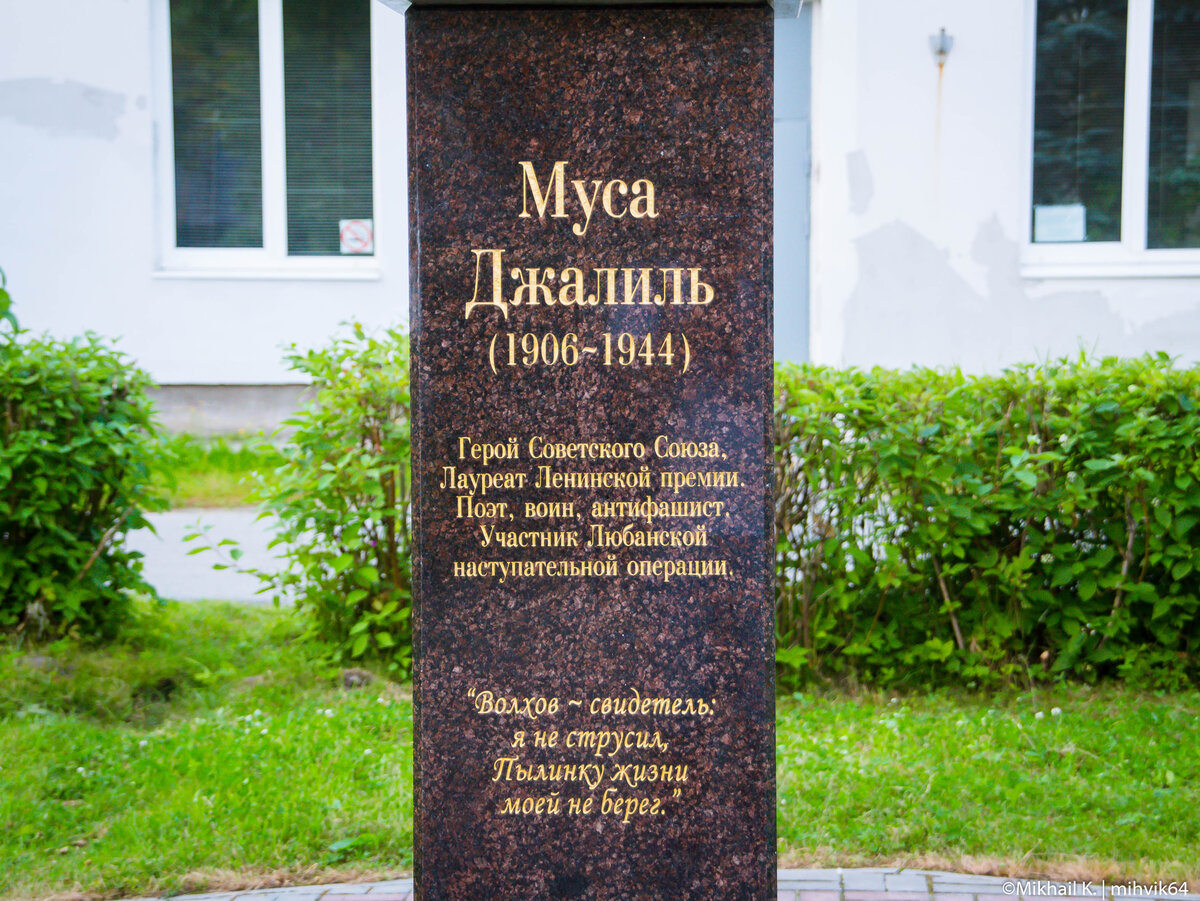 Муса
Джалиль
(1906~1944)
Герой Советского Союза,
Лауреат Ленинской премии.
Поэт, воин, антифашист.
Участник Любанской
наступательной операции.
“Волхов ~ свидетель:
я не струсил,
Пылинку жизни
моей не берег.”
©Mikhail K. | mihvik64